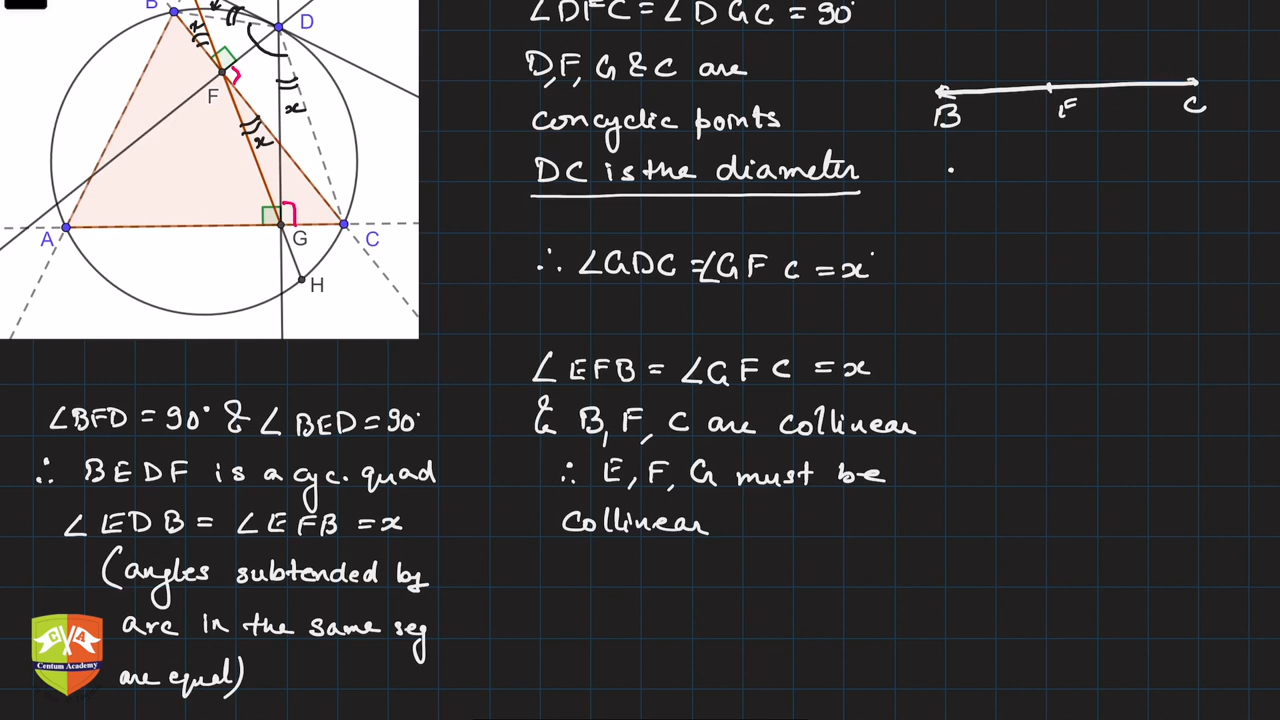 B
D
x
x
F
x
A
G
C
H
∠BFD = 90° & ∠BED = 90°
∴ BEDF is a cyc. quad
∠EDB = ∠EFB = x
(angles subtended by
arc in the same seg
are equal)
C A
Centum Academy
∠DFC = ∠DGC = 90°
D, F, G & C are
concyclic points
DC is the diameter
∴ ∠GDC = ∠GFC = x°
∠EFB = ∠GFC = x
& B, F, C are collinear
∴ E, F, G must be
collinear
B F C